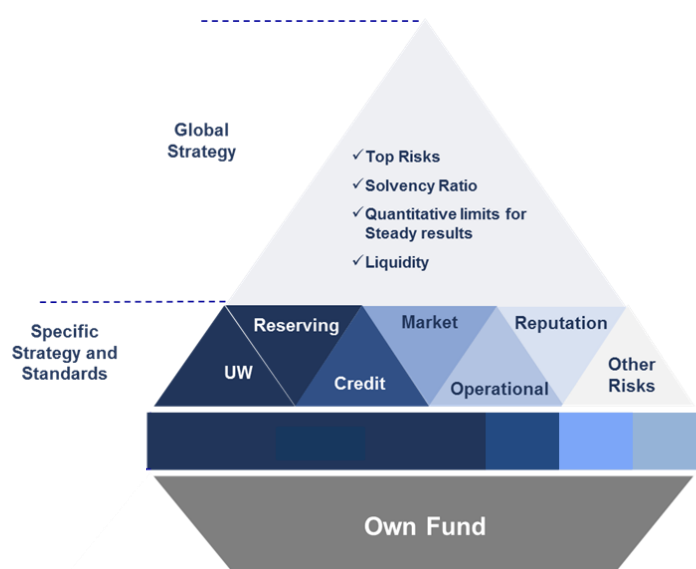 Global
Strategy
✓Top Risks
✓Solvency Ratio
✓Quantitative limits for
Steady results
✓Liquidity
Specific
Strategy and
Standards
Reserving
Market
Reputation
UW
Credit
Operational
Other
Risks
Own Fund